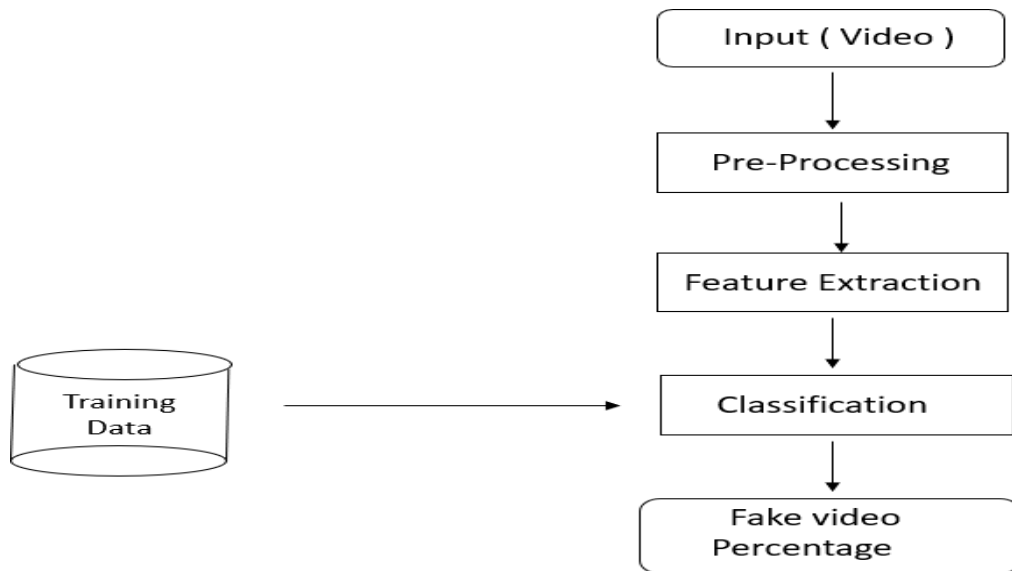 Input ( Video )
Pre-Processing
Feature Extraction
Training
Data
Classification
Fake video
Percentage